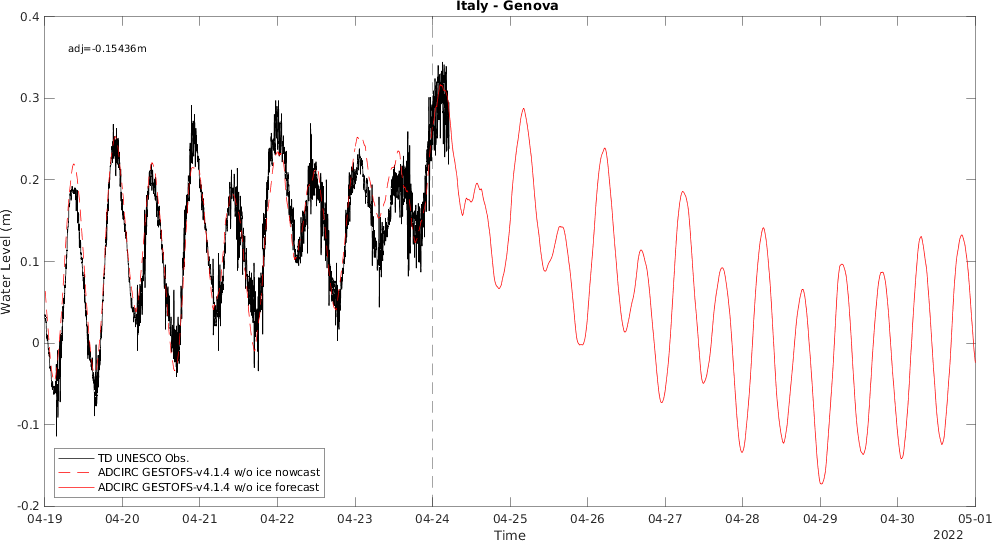 Italy - Genova
adj=-0.15436m
Water Level (m)
0.4
0.3
0.2
0.1
0
-0.1
-0.2
TD UNESCO Obs.
ADCIRC GESTOFS-v4.1.4 w/o ice nowcast
ADCIRC GESTOFS-v4.1.4 w/o ice forecast
04-19 04-20 04-21 04-22 04-23 04-24 04-25 04-26 04-27 04-28 04-29 04-30 05-01
Time
2022